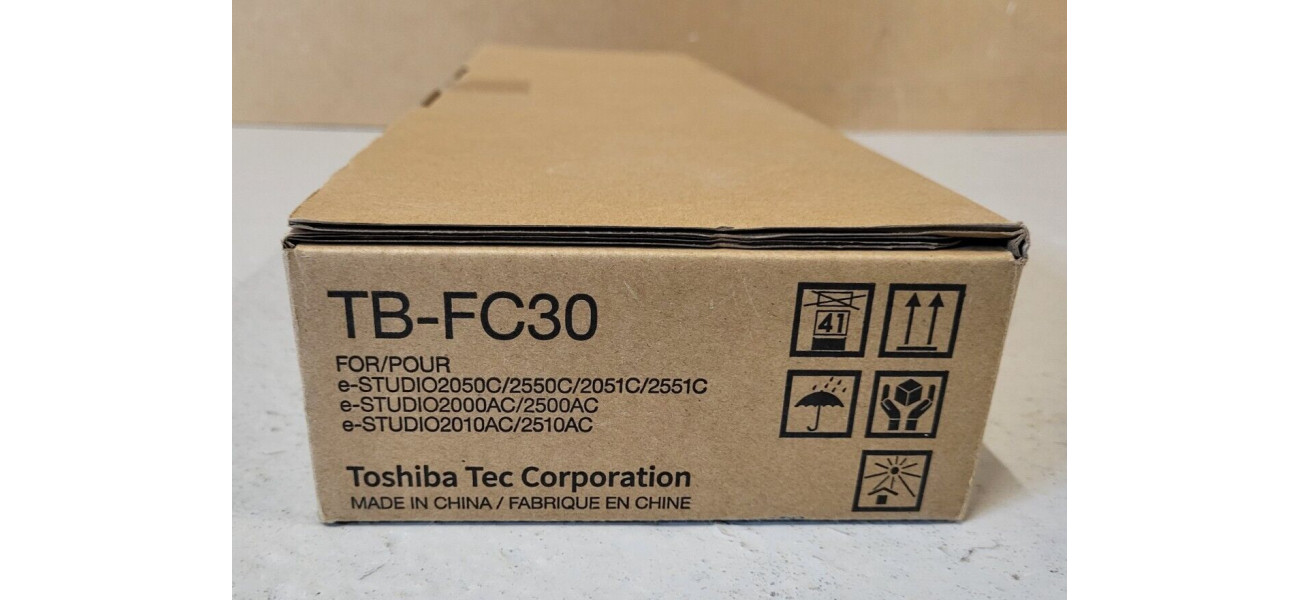 TB-FC30
FOR/POUR
e-STUDIO2050C/2550C/2051C/2551C
e-STUDIO2000AC/2500AC
e-STUDIO2010AC/2510AC
Toshiba Tec Corporation
MADE IN CHINA / FABRIQUE EN CHINE
41